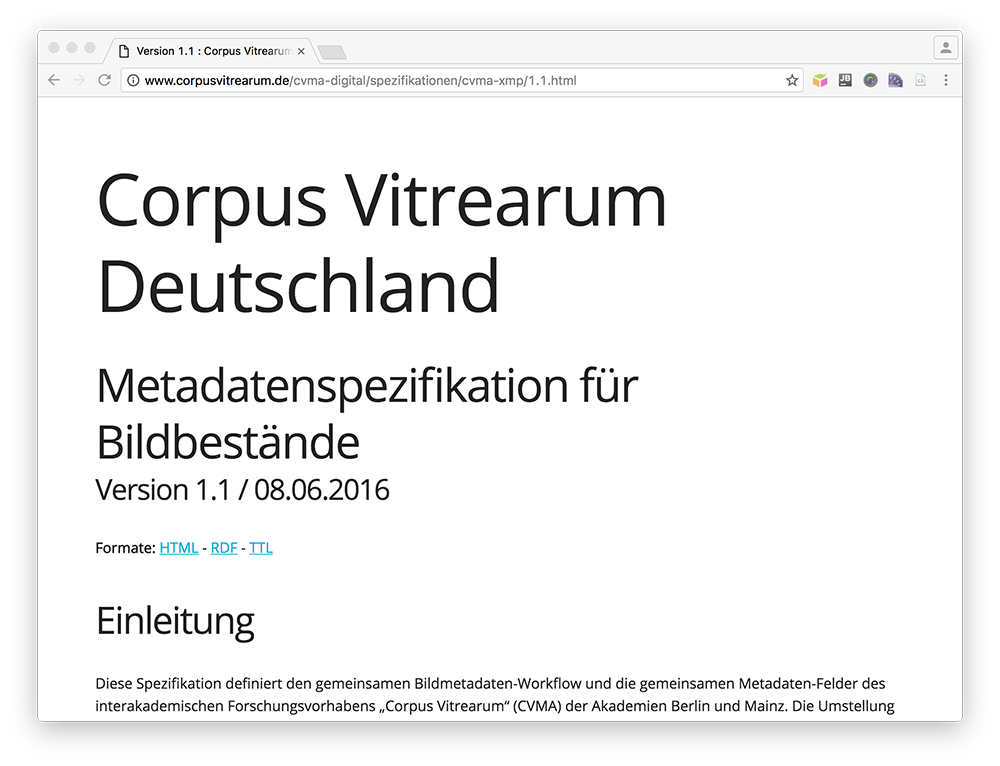 Version 1.1 : Corpus Vitrearum
www.corpusvitrearum.de/cvma-digital/spezifikationen/cvma-xmp/1.1.html
JB
Corpus Vitrearum
Deutschland
Metadatenspezifikation für
Bildbestände
Version 1.1 / 08.06.2016
Formate: HTML - RDF - TTL
Einleitung
Diese Spezifikation definiert den gemeinsamen Bildmetadaten-Workflow und die gemeinsamen Metadaten-Felder des
interakademischen Forschungsvorhabens „Corpus Vitrearum“ (CVMA) der Akademien Berlin und Mainz. Die Umstellung